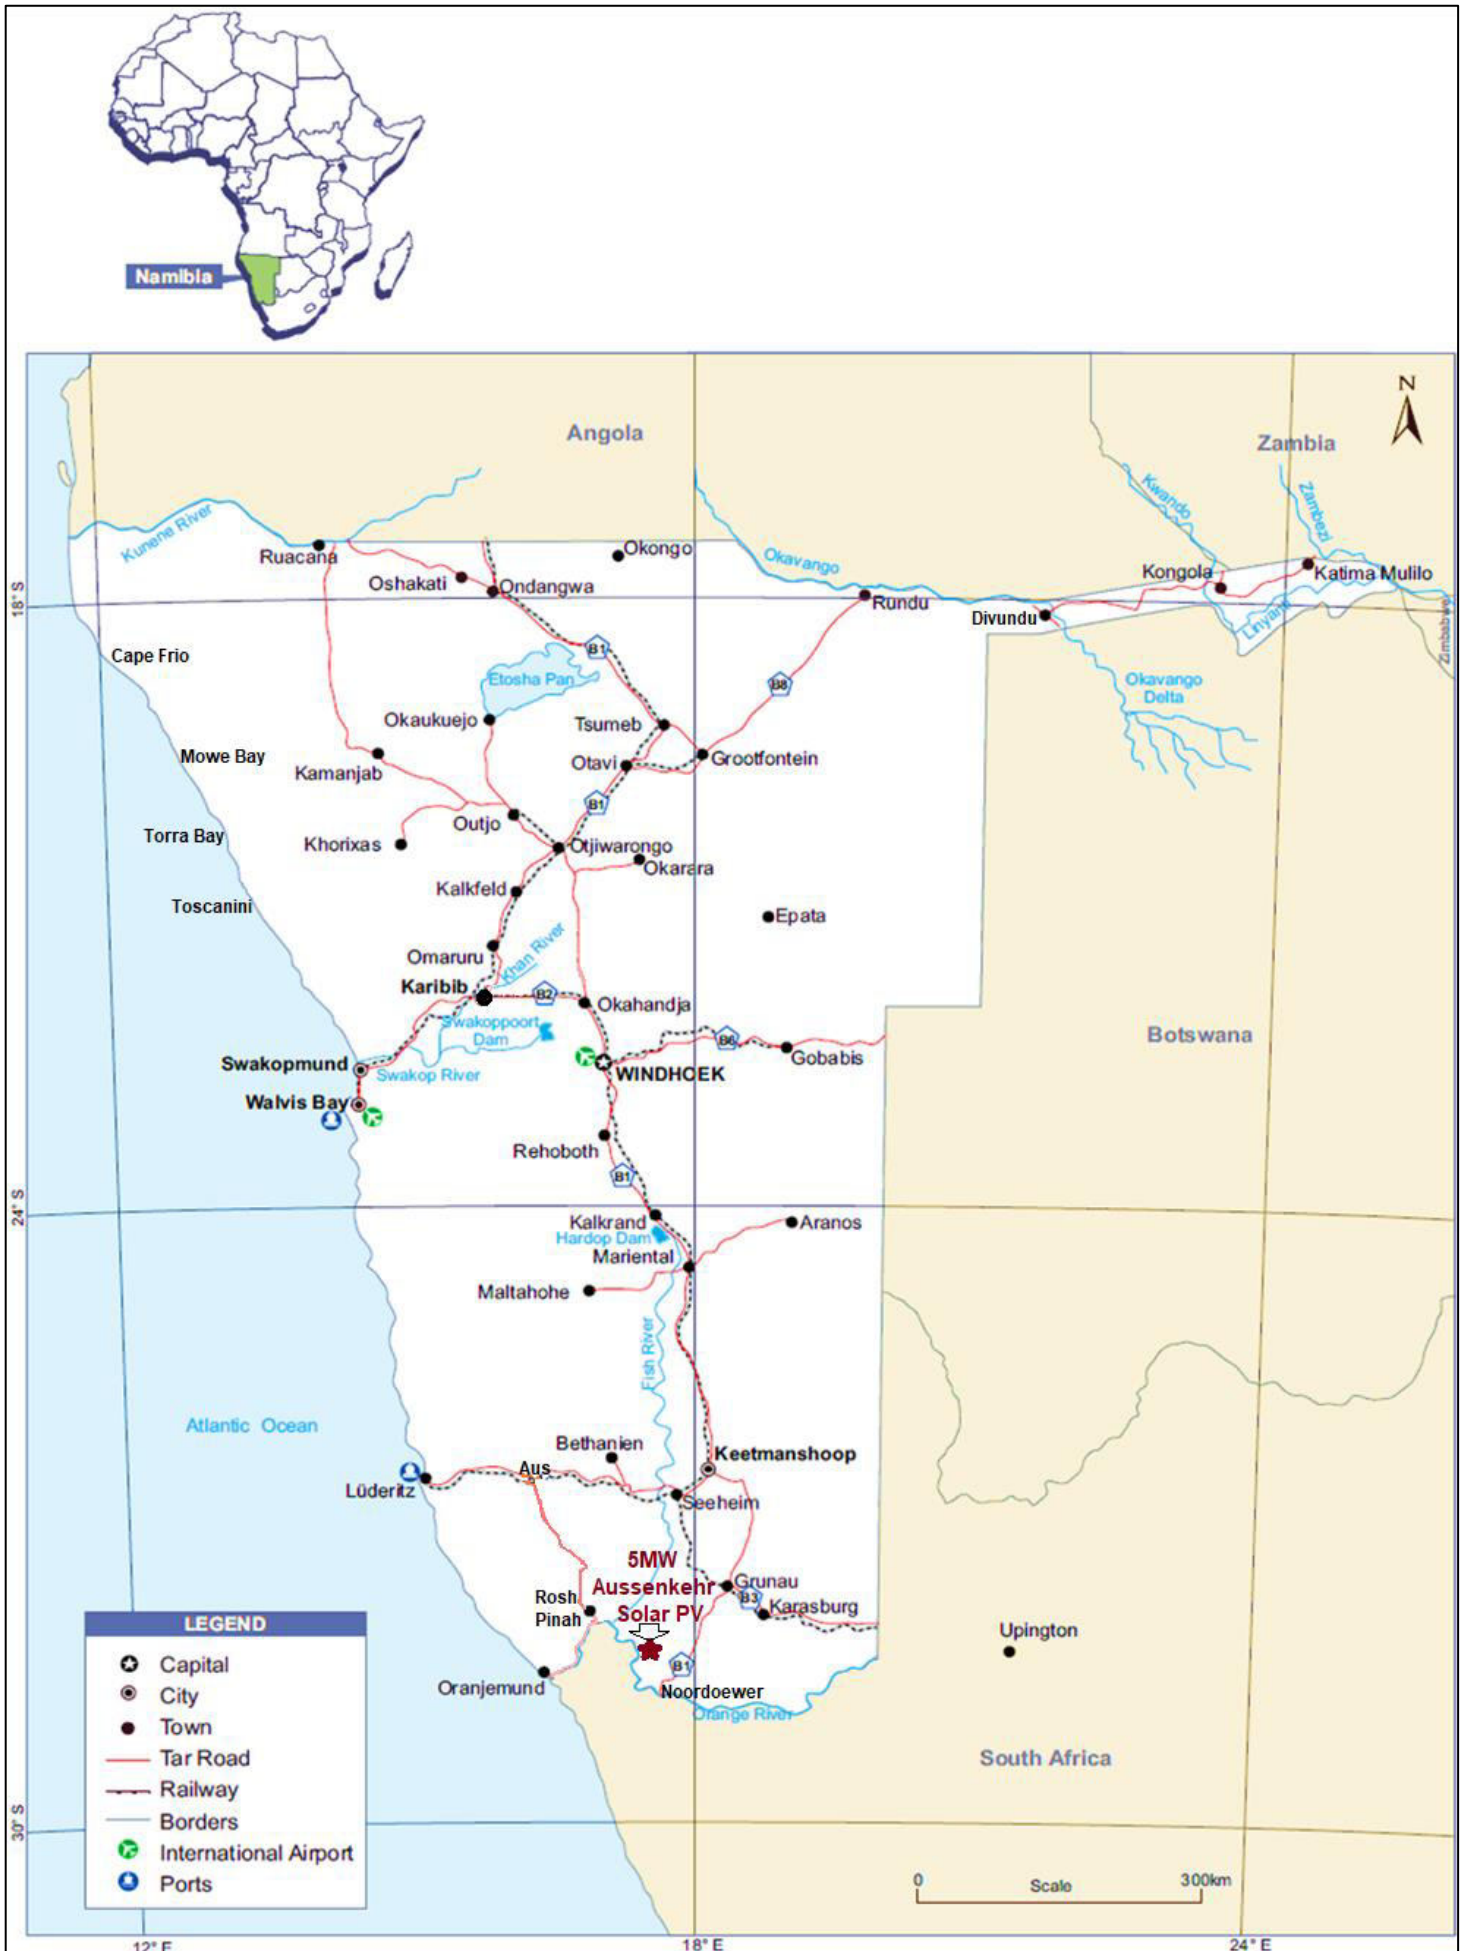 Namibia
N
Angola
Zambia
Kwando
Zambezi
Kunene River
Ruacana
Okongo
Okavango
Oshakati
Ondangwa
Kongola
Katima Mulilo
18° S
Rundu
Divundu
Linyani
Zimbabwe
Cape Frio
B1
Etosha Pan
B8
Okavango
Delta
Okaukuejo
Tsumeb
Mowe Bay
Otavi
Grootfontein
Kamanjab
B1
Outjo
Torra Bay
Khorixas
Otjiwarongo
Okarara
Kalkfeld
Toscanini
Epata
Omaruru
Khan River
Karibib
B2
Okahandja
Swakoppoort
Dam
B6
Botswana
Gobabis
Swakopmund
Swakop River
WINDHOEK
Walvis Bay
Rehoboth
B1
24° S
Kalkrand
Aranos
Hardop Dam
Mariental
Maltahohe
Fish River
Atlantic Ocean
Bethanien
Keetmanshoop
Aus
Lüderitz
Seeheim
5MW
Aussenkehr
Solar PV
Grunau
B3
Karasburg
Rosh
Pinah
Upington
B1
Oranjemund
Noordoewer
Orange River
South Africa
LEGEND
Capital
City
Town
Tar Road
Railway
Borders
International Airport
Ports
30° S
0
Scale
300km
12° E
18° E
24° E